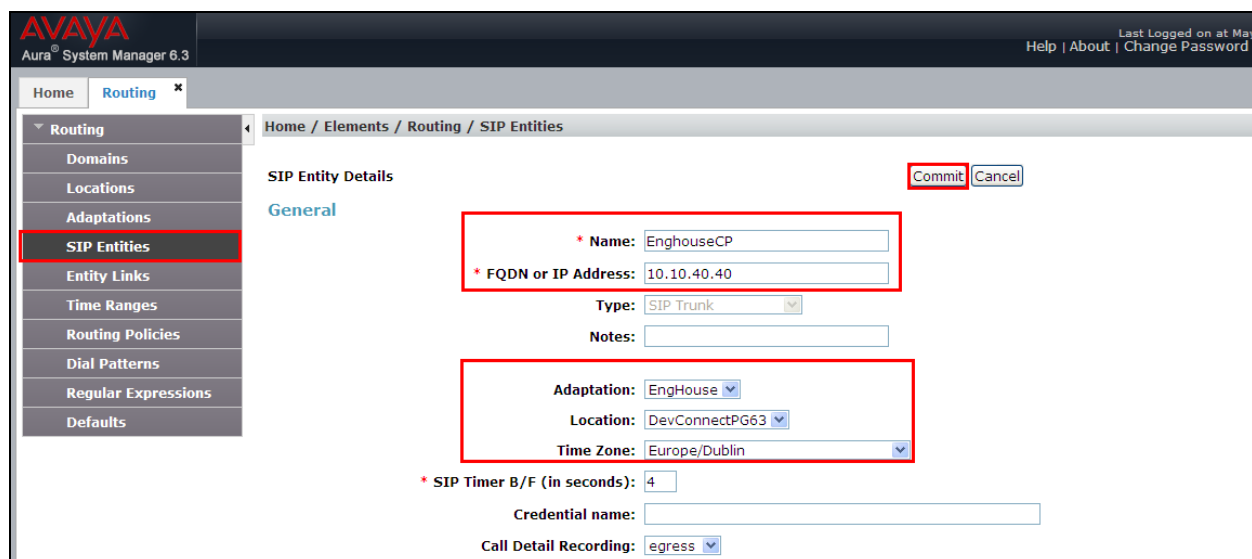 AVAYA
Aura® System Manager 6.3
Last Logged on at May
Help | About | Change Password
Home
Routing ×
Routing
Domains
Locations
Adaptations
SIP Entities
Entity Links
Time Ranges
Routing Policies
Dial Patterns
Regular Expressions
Defaults
Home / Elements / Routing / SIP Entities
SIP Entity Details
Commit Cancel
General
* Name: EnghouseCP
* FQDN or IP Address: 10.10.40.40
Type: SIP Trunk
Notes:
Adaptation: EngHouse
Location: DevConnectPG63
Time Zone: Europe/Dublin
* SIP Timer B/F (in seconds): 4
Credential name:
Call Detail Recording: egress